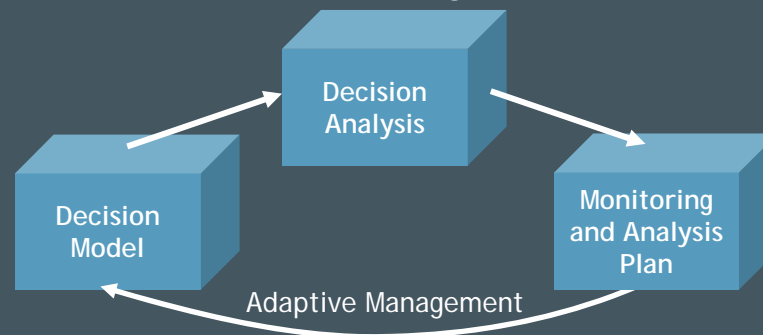 Decision
Analysis
Decision
Model
Monitoring
and Analysis
Plan
Adaptive Management